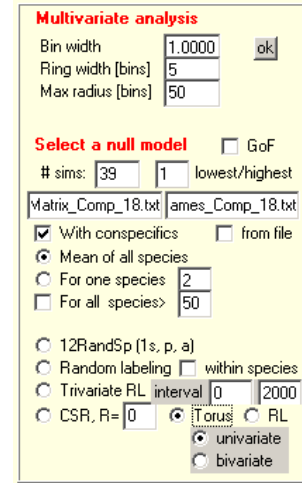 Multivariate analysis
Bin width 1.0000 ok
Ring width [bins] 5
Max radius [bins] 50
Select a null model GoF
# sims: 39 1 lowest/highest
Matrix_Comp_18.txt ames_Comp_18.txt
With conspecifics from file
Mean of all species
For one species 2
For all species> 50
12RandSp (1s, p, a)
Random labeling within species
Trivariate RL interval 0 2000
CSR, R= 0 Torus RL
univariate
bivariate